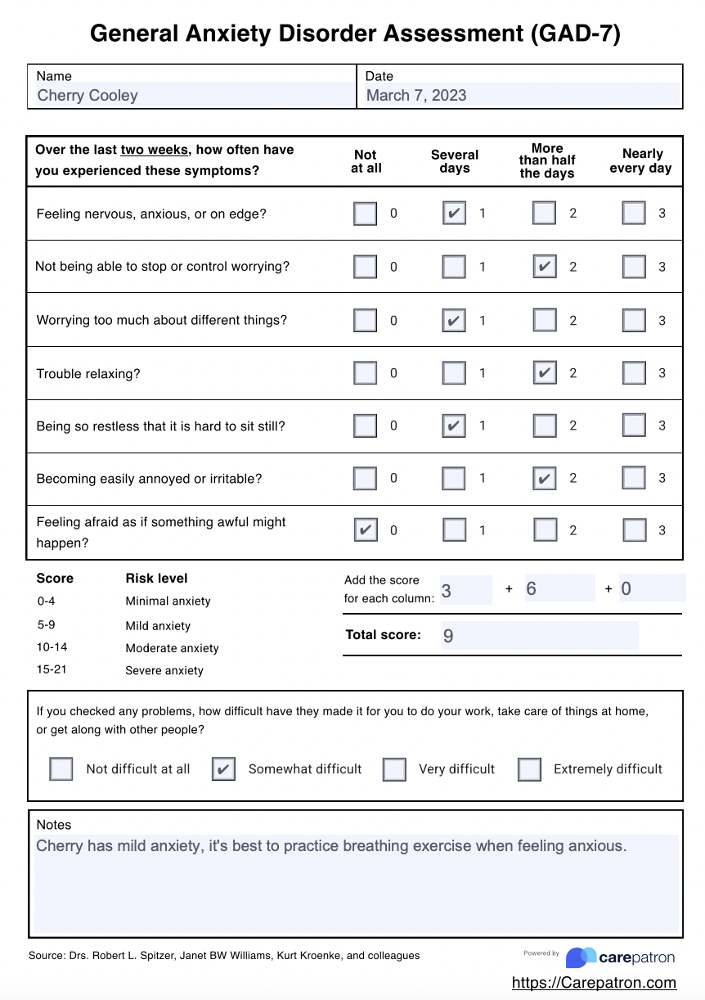 General Anxiety Disorder Assessment (GAD-7)
Name
Cherry Cooley
Date
March 7, 2023
Over the last two weeks, how often have
you experienced these symptoms?
Not
at all
Several
days
More
than half
the days
Nearly
every day
Feeling nervous, anxious, or on edge? 0 ✔ 1 2 3
Not being able to stop or control worrying? 0 1 ✔ 2 3
Worrying too much about different things? 0 ✔ 1 2 3
Trouble relaxing? 0 1 ✔ 2 3
Being so restless that it is hard to sit still? 0 ✔ 1 2 3
Becoming easily annoyed or irritable? 0 1 ✔ 2 3
Feeling afraid as if something awful might
happen? ✔ 0 1 2 3
Score Risk level
0-4 Minimal anxiety
5-9 Mild anxiety
10-14 Moderate anxiety
15-21 Severe anxiety
Add the score
for each column: 3 + 6 + 0
Total score: 9
If you checked any problems, how difficult have they made it for you to do your work, take care of things at home,
or get along with other people?
Not difficult at all ✔ Somewhat difficult Very difficult Extremely difficult
Notes
Cherry has mild anxiety, it's best to practice breathing exercise when feeling anxious.
Source: Drs. Robert L. Spitzer, Janet BW Williams, Kurt Kroenke, and colleagues
Powered by carepatron
https://Carepatron.com